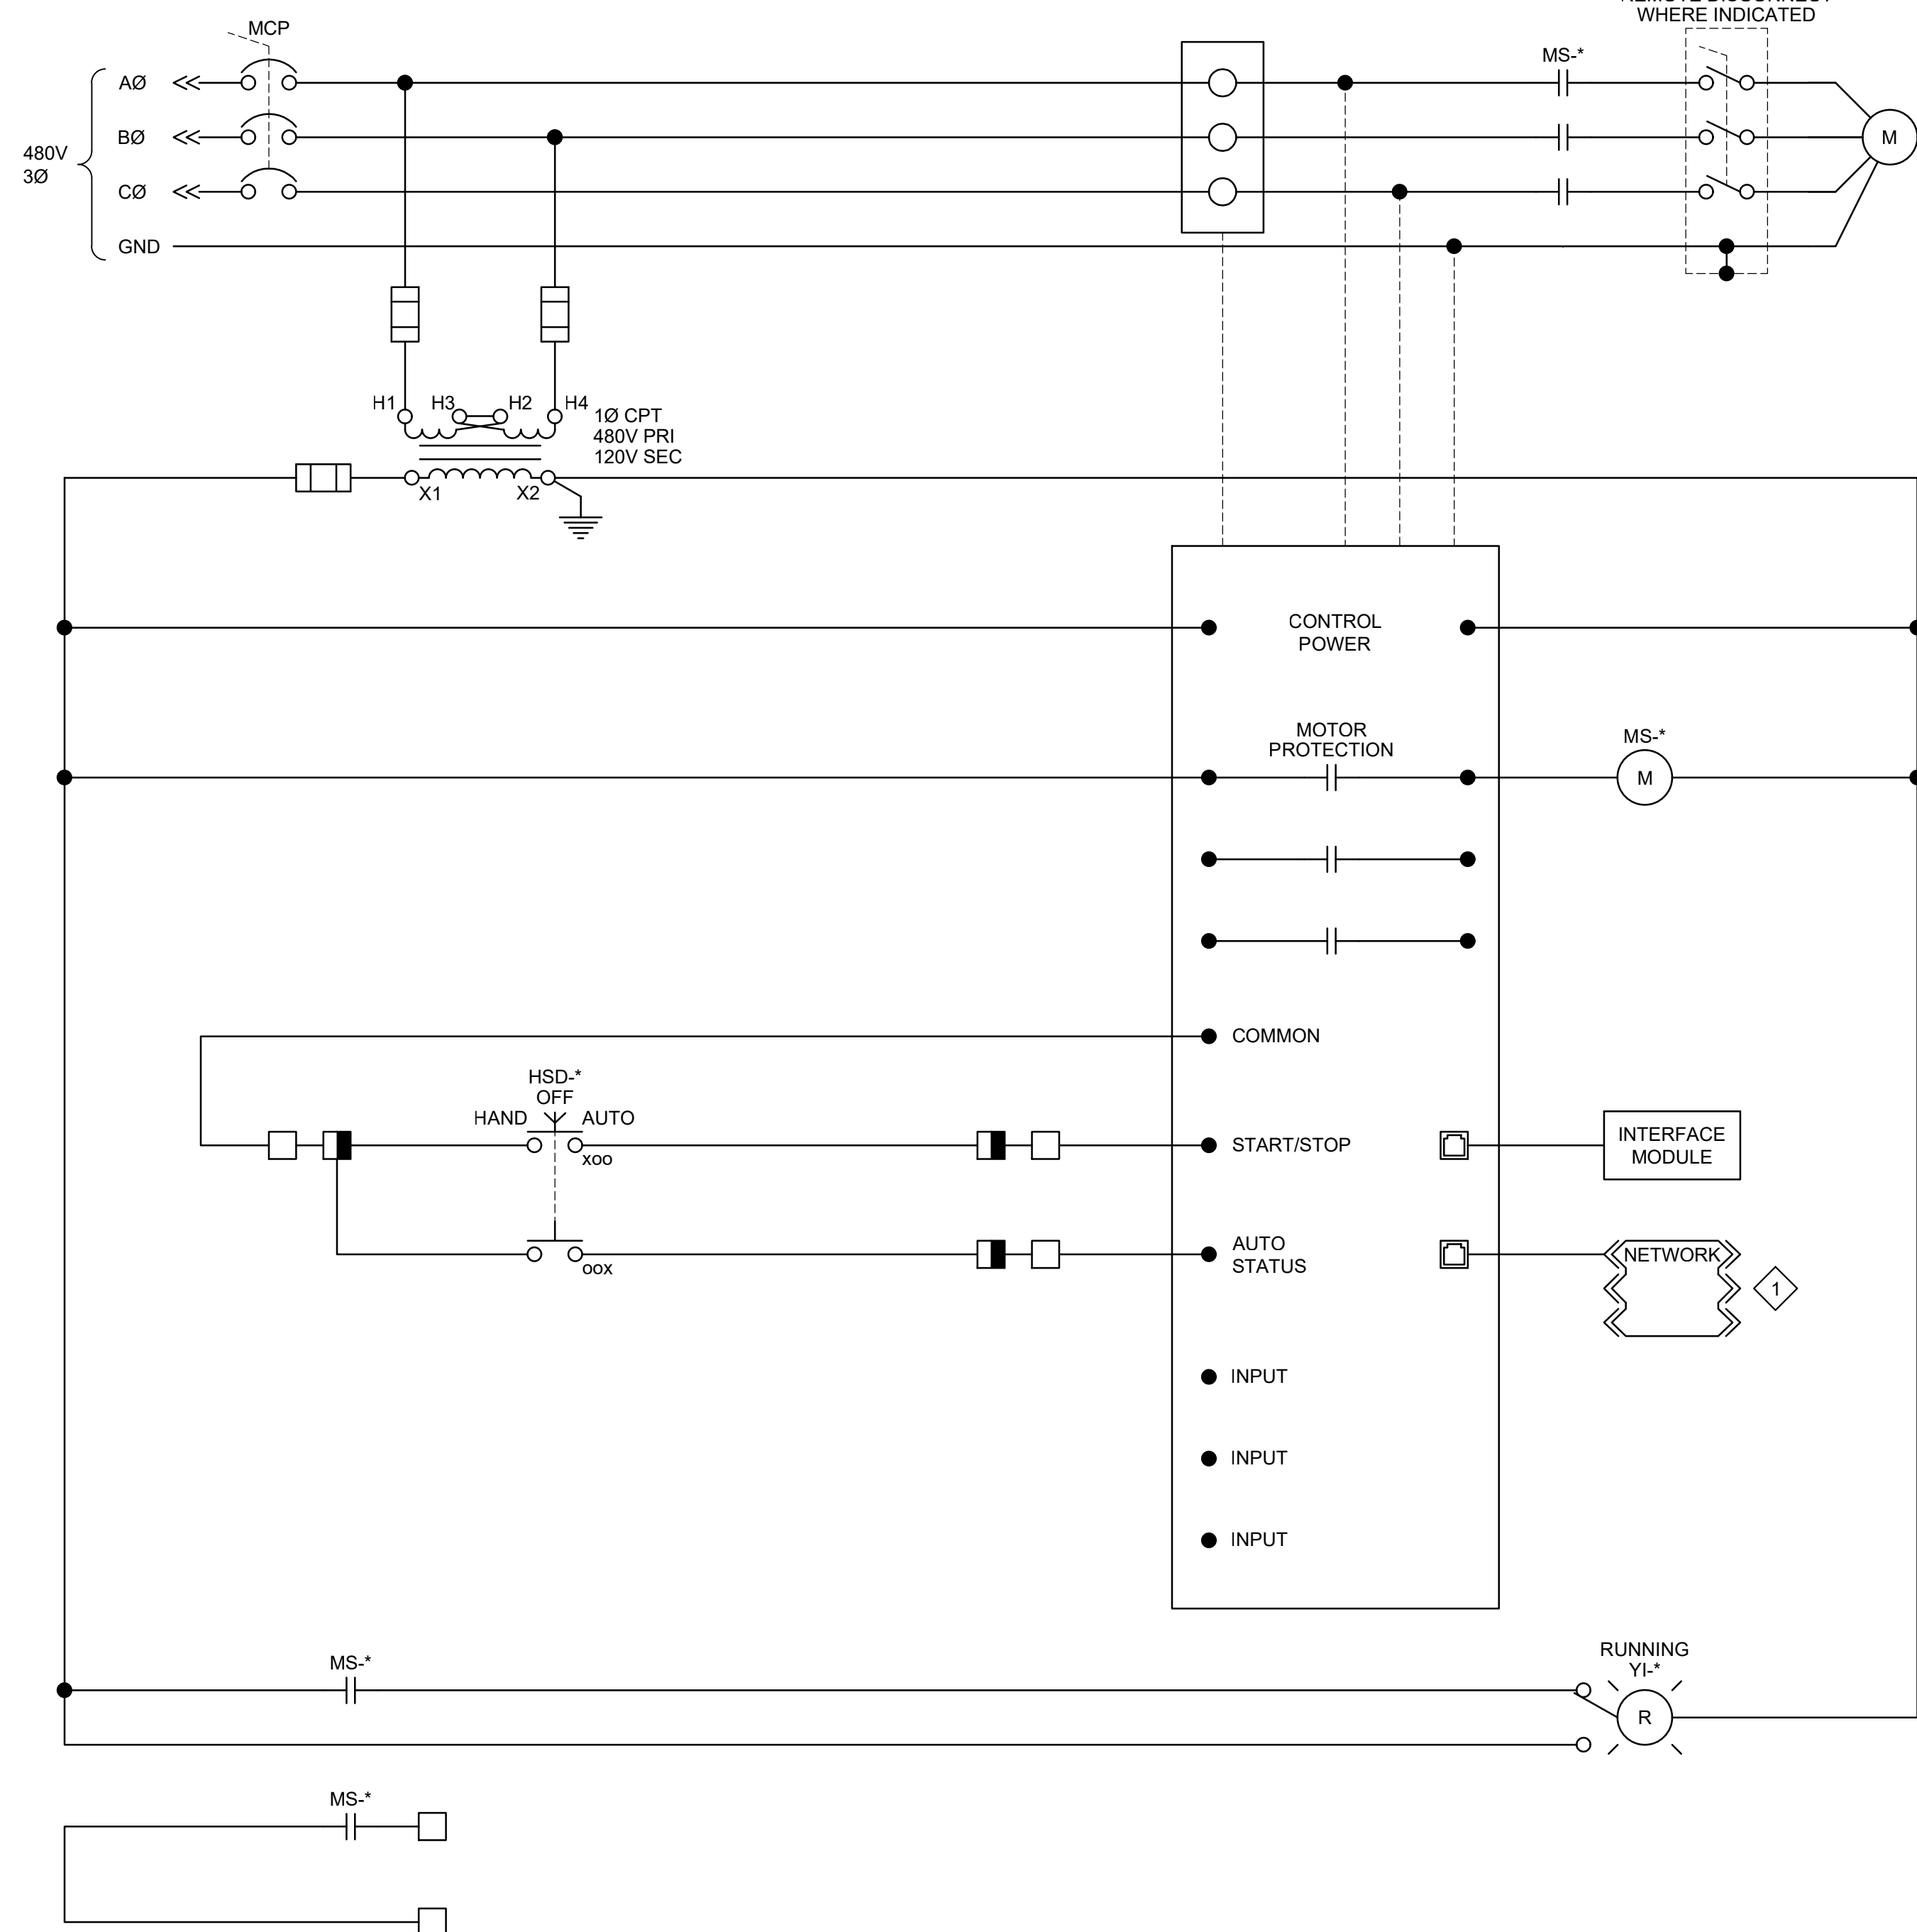 WHERE INDICATED
MCP
MS-*
AØ
BØ
CØ
GND
480V
3Ø
M
H1
H3
H2
H4
1Ø CPT
480V PRI
120V SEC
X1
X2
CONTROL
POWER
MOTOR
PROTECTION
MS-*
M
COMMON
HSD-*
OFF
HAND
AUTO
xoo
START/STOP
INTERFACE
MODULE
oox
AUTO
STATUS
NETWORK
1
INPUT
INPUT
INPUT
MS-*
RUNNING
YI-*
R
MS-*